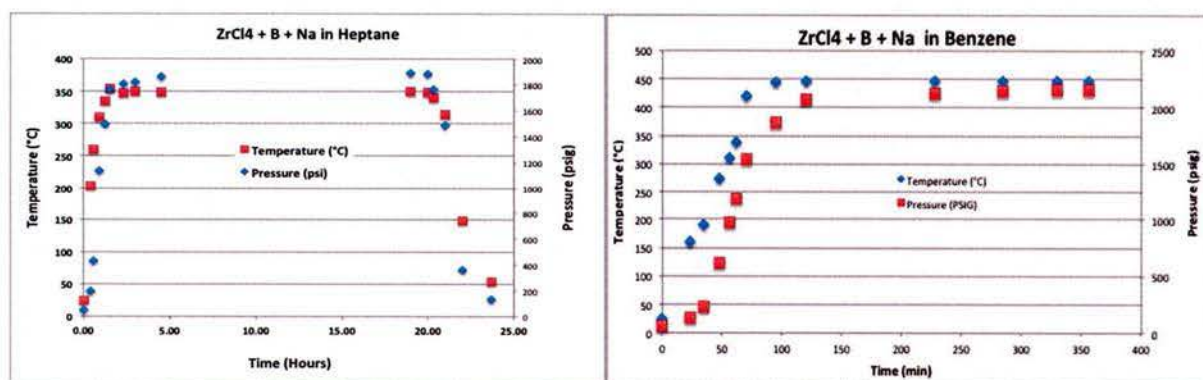 ZrCl4 + B + Na in Heptane
400
350
300
250
200
150
100
50
0
2000
1800
1600
1400
1200
1000
800
600
400
200
0
0.00 5.00 10.00 15.00 20.00 25.00
Temperature (°C)
Pressure (psig)
Temperature (°C)
Pressure (psi)
Time (Hours)
ZrCl4 + B + Na in Benzene
500
450
400
350
300
250
200
150
100
50
0
2500
2000
1500
1000
500
0
0 50 100 150 200 250 300 350 400
Temperature (°C)
Pressure (psig)
Temperature (°C)
Pressure (PSIG)
Time (min)